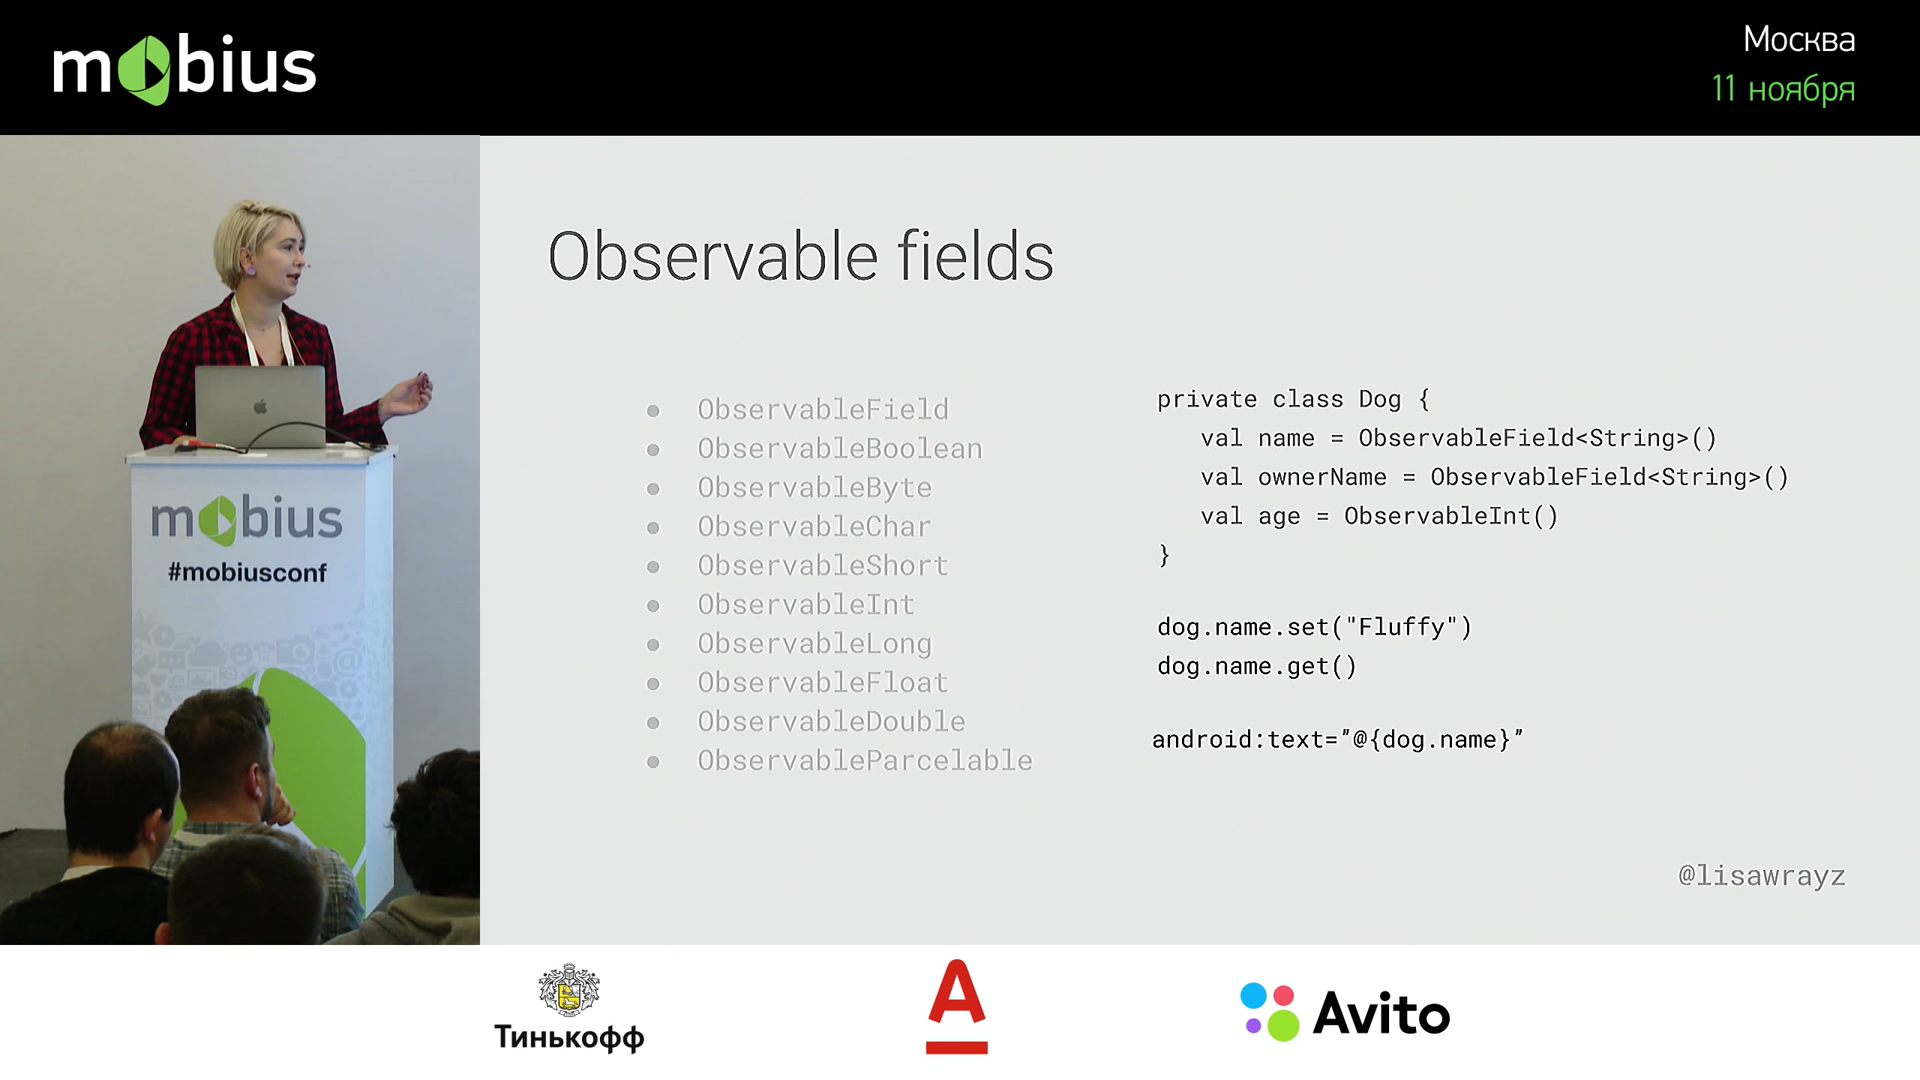 mobius
Москва
11 ноября
Observable fields
● ObservableField
● ObservableBoolean
● ObservableByte
● ObservableChar
● ObservableShort
● ObservableInt
● ObservableLong
● ObservableFloat
● ObservableDouble
● ObservableParcelable
private class Dog {
val name = ObservableField<String>()
val ownerName = ObservableField<String>()
val age = ObservableInt()
}
dog.name.set("Fluffy")
dog.name.get()
android:text=”@{dog.name}”
@lisawrayz
mobius
#mobiusconf
Тинькофф
А
Avito